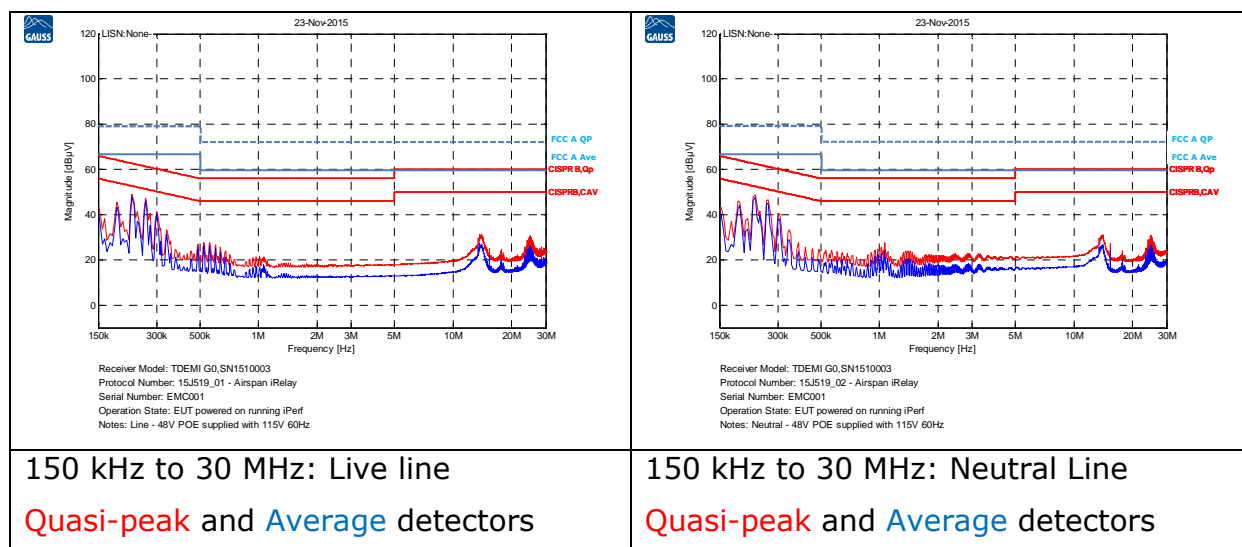 GAUSS
23-Nov-2015
LISN:None
120
100
80
60
40
20
0
Magnitude [dBµV]
FCC A QP
FCC A Ave
CISPR B,Qp
CISPRB,CAV
150k 300k 500k 1M 2M 3M 5M 10M 20M 30M
Frequency [Hz]
Receiver Model: TDEMI G0,SN1510003
Protocol Number: 15J519_01 - Airspan iRelay
Serial Number: EMC001
Operation State: EUT powered on running iPerf
Notes: Line - 48V POE supplied with 115V 60Hz
150 kHz to 30 MHz: Live line
Quasi-peak and Average detectors
GAUSS
23-Nov-2015
LISN:None
120
100
80
60
40
20
0
Magnitude [dBµV]
FCC A QP
FCC A Ave
CISPR B,Qp
CISPRB,CAV
150k 300k 500k 1M 2M 3M 5M 10M 20M 30M
Frequency [Hz]
Receiver Model: TDEMI G0,SN1510003
Protocol Number: 15J519_02 - Airspan iRelay
Serial Number: EMC001
Operation State: EUT powered on running iPerf
Notes: Neutral - 48V POE supplied with 115V 60Hz
150 kHz to 30 MHz: Neutral Line
Quasi-peak and Average detectors